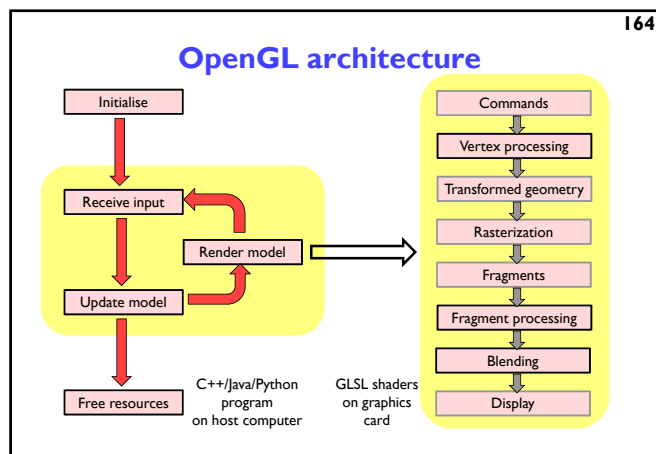 164
OpenGL architecture
Initialise
Receive input
Render model
Update model
Free resources
C++/Java/Python
program
on host computer
GLSL shaders
on graphics
card
Commands
Vertex processing
Transformed geometry
Rasterization
Fragments
Fragment processing
Blending
Display